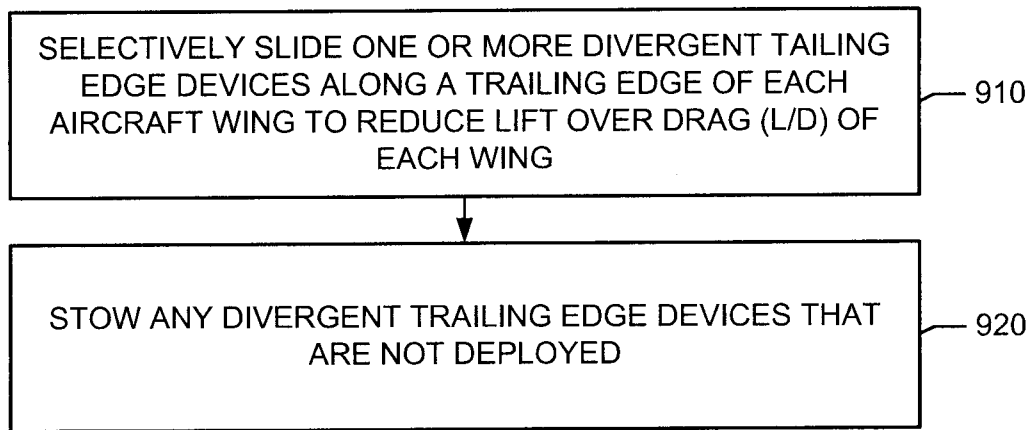 SELECTIVELY SLIDE ONE OR MORE DIVERGENT TAILING
EDGE DEVICES ALONG A TRAILING EDGE OF EACH
AIRCRAFT WING TO REDUCE LIFT OVER DRAG (L/D) OF
EACH WING
910
STOW ANY DIVERGENT TRAILING EDGE DEVICES THAT
ARE NOT DEPLOYED
920